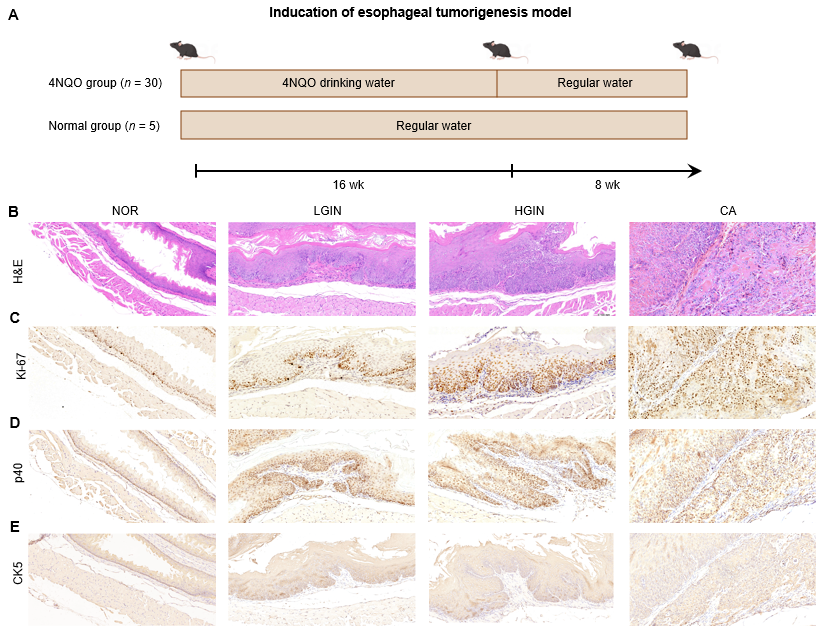 A
Inducation of esophageal tumorigenesis model
4NQO group (n = 30)
4NQO drinking water
Regular water
Normal group (n = 5)
Regular water
16 wk
8 wk
B
NOR
LGIN
HGIN
CA
H&E
C
Ki-67
D
p40
E
CK5